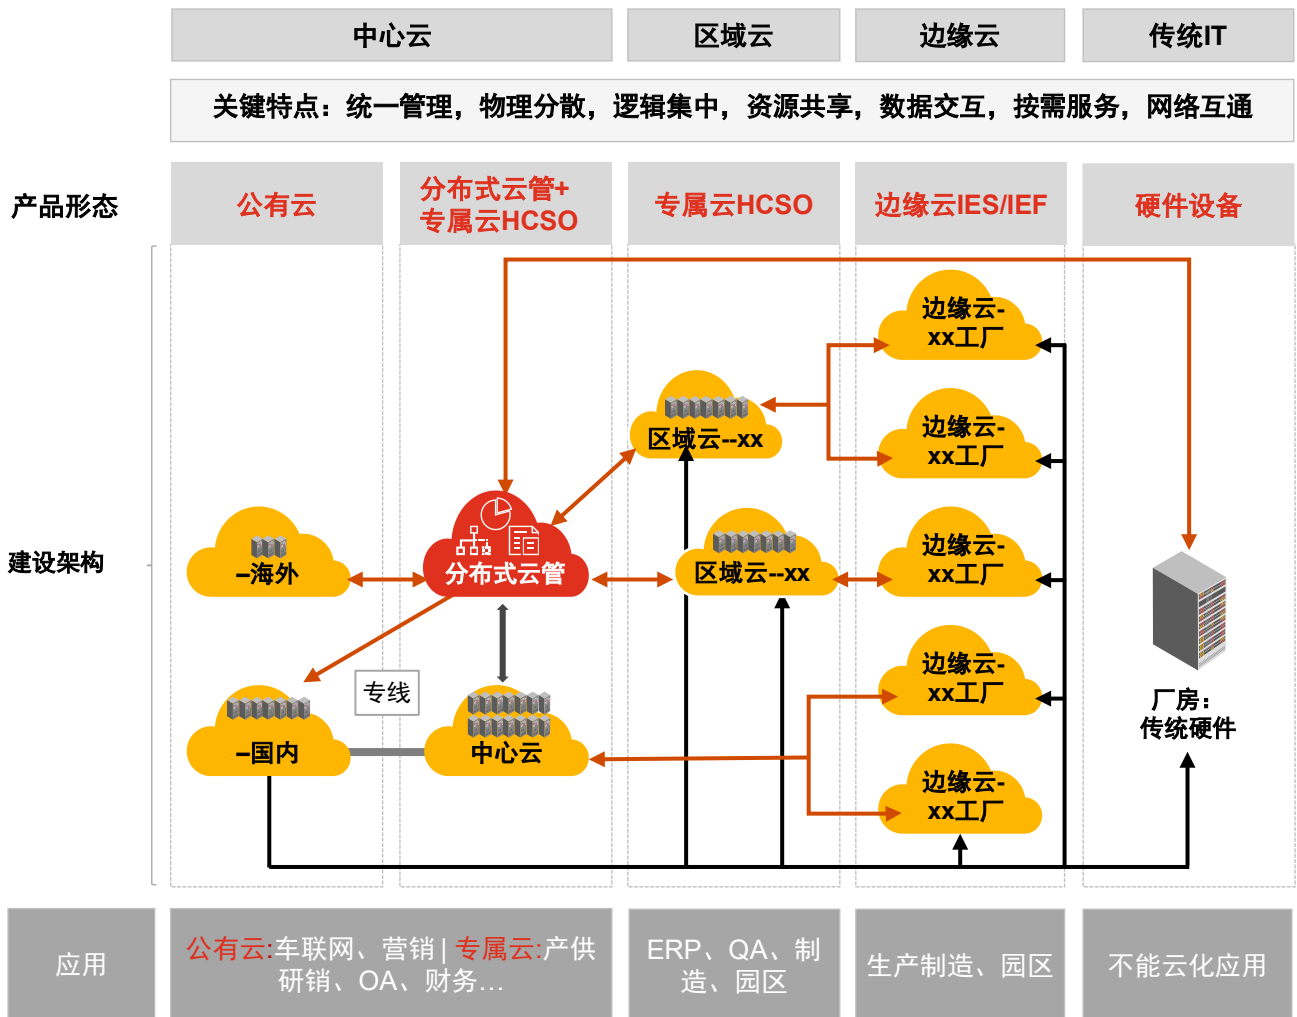 中心云
区域云
边缘云
传统IT
关键特点：统一管理，物理分散，逻辑集中，资源共享，数据交互，按需服务，网络互通
产品形态
公有云
分布式云管+
专属云HCSO
专属云HCSO
边缘云IES/IEF
硬件设备
建设架构
边缘云-
xx工厂
区域云--xx
边缘云-
xx工厂
–海外
分布式云管
区域云--xx
边缘云-
xx工厂
专线
–国内
中心云
边缘云-
xx工厂
厂房：
传统硬件
边缘云-
xx工厂
应用
公有云:车联网、营销| 专属云:产供
研销、OA、财务...
ERP、QA、制
造、园区
生产制造、园区
不能云化应用